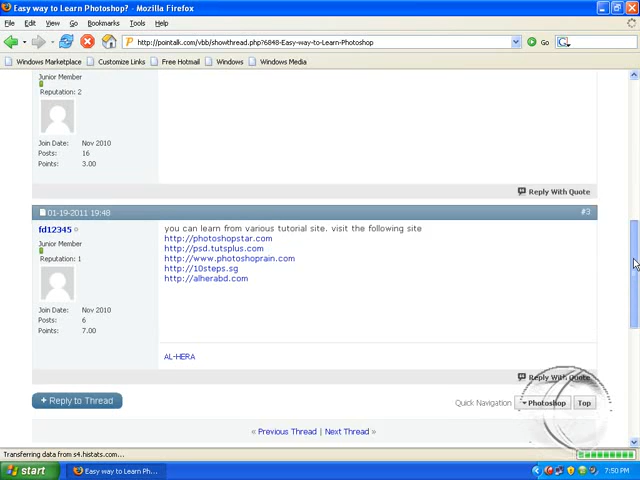 Easy way to Learn Photoshop? - Mozilla Firefox
File Edit View Go Bookmarks Tools Help
http://pointalk.com/vbb/showthread.php?6848-Easy-way-to-Learn-Photoshop
Go
Windows Marketplace Customize Links Free Hotmail Windows Windows Media
Junior Member
Reputation: 2
Join Date: Nov 2010
Posts: 16
Points: 3.00
Reply With Quote
01-19-2011 19:48 #3
fd12345
you can learn from various tutorial site. visit the following site
http://photoshopstar.com
http://psd.tutsplus.com
http://www.photoshoprain.com
http://10steps.sg
http://alherabd.com
Junior Member
Reputation: 1
Join Date: Nov 2010
Posts: 6
Points: 7.00
AL-HERA
Reply With Quote
+ Reply to Thread
Quick Navigation Photoshop Top
« Previous Thread | Next Thread »
Transferring data from s4.histats.com...
start Easy way to Learn Ph... 7:50 PM